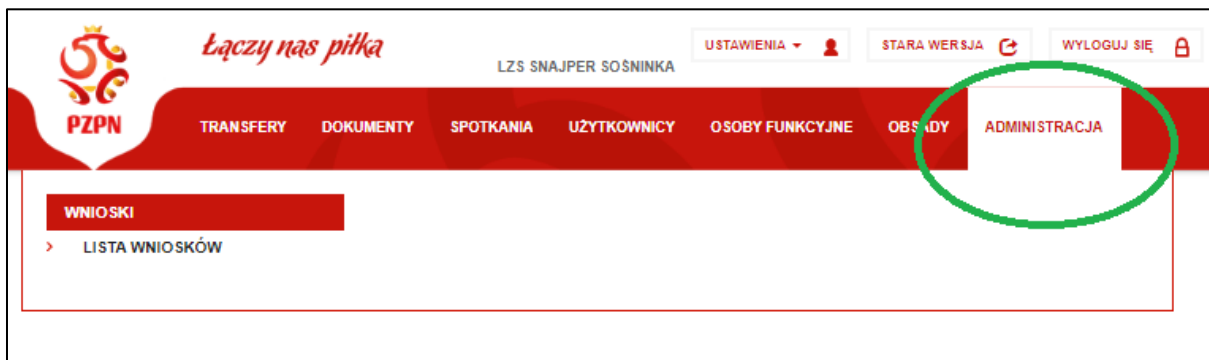 Łączy nas piłka
LZS SNAJPER SOŚNINKA
USTAWIENIA
STARA WERSJA
WYLOGUJ SIĘ
PZPN
TRANSFERY DOKUMENTY SPOTKANIA UŻYTKOWNICY OSOBY FUNKCYJNE OBSADY ADMINISTRACJA
WNIOSKI
LISTA WNIOSKÓW